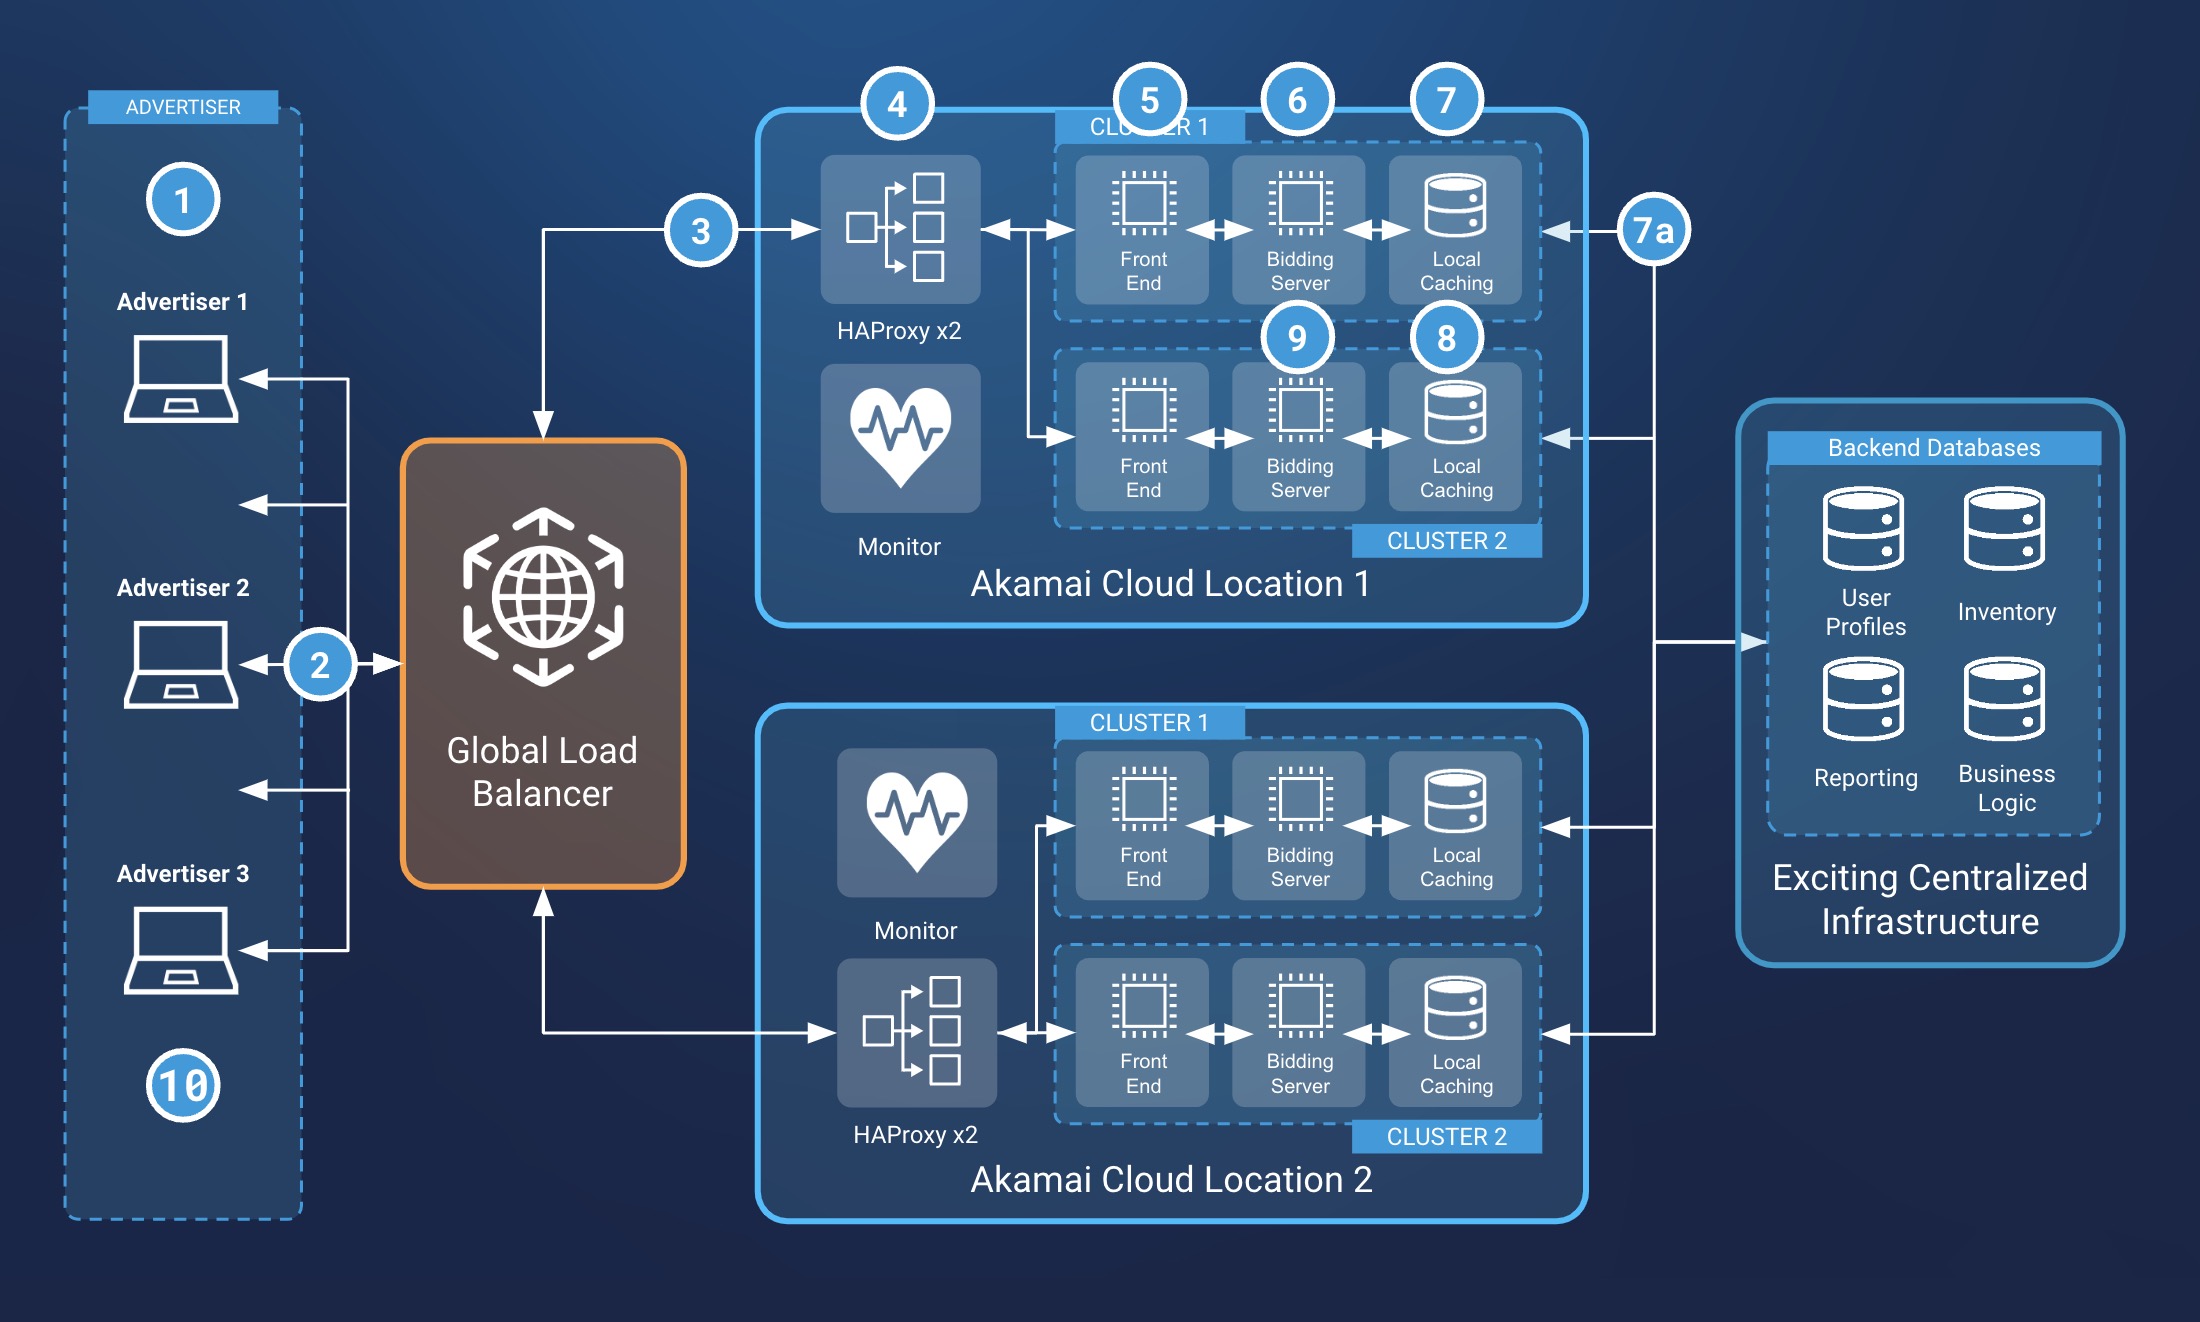 ADVERTISER
1
Advertiser 1
Advertiser 2
2
Advertiser 3
10
Global Load
Balancer
3
4
5
6
7
CLUSTER 1
HAProxy x2
Front
End
Bidding
Server
Local
Caching
9
8
Monitor
Front
End
Bidding
Server
Local
Caching
CLUSTER 2
Akamai Cloud Location 1
7a
CLUSTER 1
Monitor
Front
End
Bidding
Server
Local
Caching
HAProxy x2
Front
End
Bidding
Server
Local
Caching
CLUSTER 2
Akamai Cloud Location 2
Backend Databases
User
Profiles
Inventory
Reporting
Business
Logic
Exciting Centralized
Infrastructure